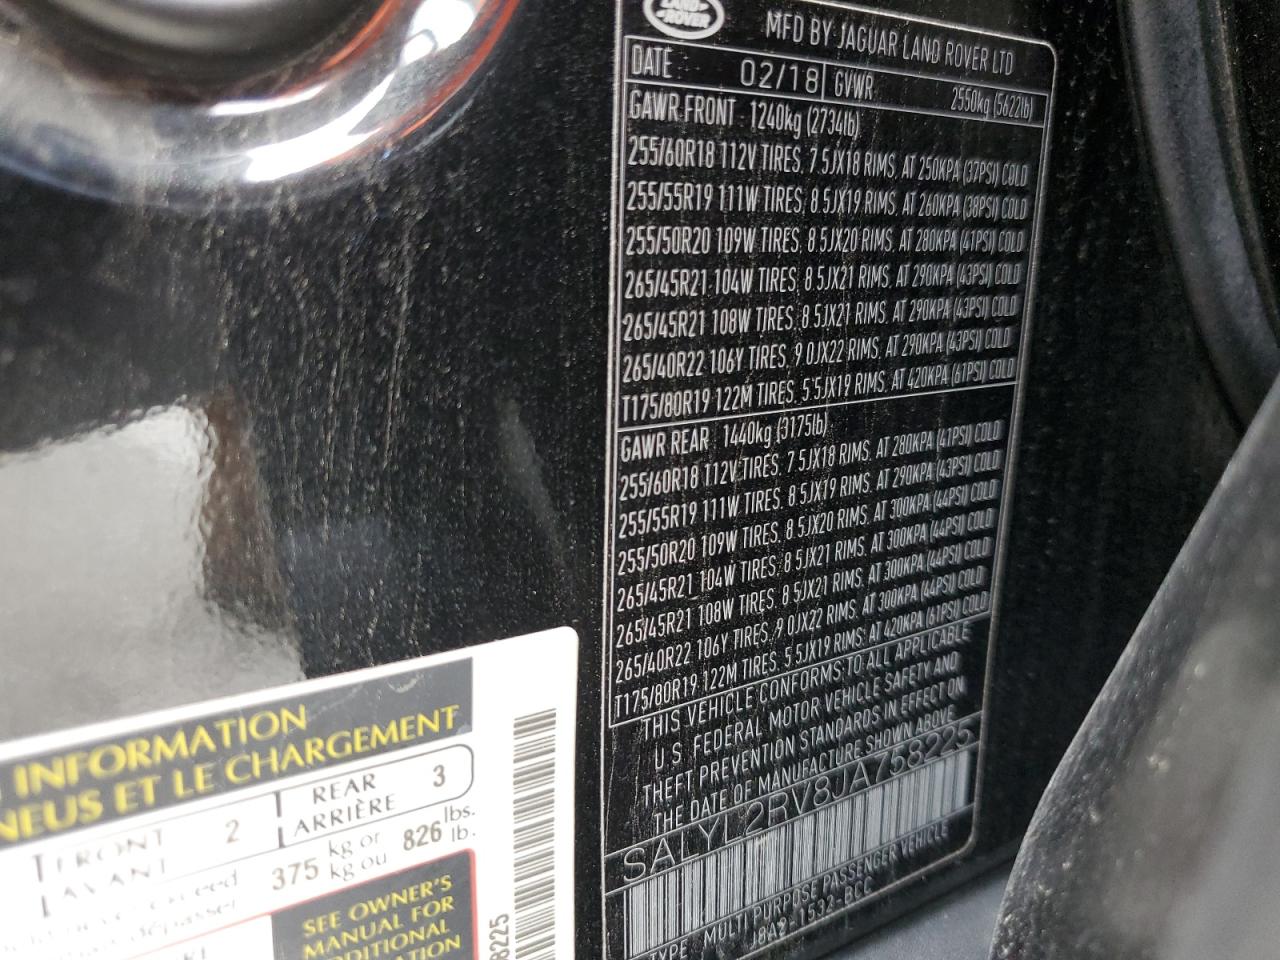 LAND-
-ROVER
MFD BY JAGUAR LAND ROVER LTD
DATE 02/18 GVWR 2550kg (5622lb)
GAWR FRONT 1240kg (2734lb)
255/60R18 112V TIRES, 7.5JX18 RIMS, AT 250KPA (37PSI) COLD
255/55R19 111W TIRES, 8.5JX19 RIMS, AT 260KPA (38PSI) COLD
255/50R20 109W TIRES, 8.5JX20 RIMS, AT 280KPA (41PSI) COLD
265/45R21 104W TIRES, 8.5JX21 RIMS, AT 290KPA (43PSI) COLD
265/45R21 108W TIRES, 8.5JX21 RIMS, AT 290KPA (43PSI) COLD
265/40R22 106Y TIRES, 9.0JX22 RIMS, AT 290KPA (43PSI) COLD
T175/80R19 122M TIRES, 5.5JX19 RIMS, AT 420KPA (61PSI) COLD
GAWR REAR 1440kg (3175lb)
255/60R18 112V TIRES, 7.5JX18 RIMS, AT 280KPA (41PSI) COLD
255/55R19 111W TIRES, 8.5JX19 RIMS, AT 290KPA (43PSI) COLD
255/50R20 109W TIRES, 8.5JX20 RIMS, AT 300KPA (44PSI) COLD
265/45R21 104W TIRES, 8.5JX21 RIMS, AT 300KPA (44PSI) COLD
265/45R21 108W TIRES, 8.5JX21 RIMS, AT 300KPA (44PSI) COLD
265/40R22 106Y TIRES, 9.0JX22 RIMS, AT 300KPA (44PSI) COLD
T175/80R19 122M TIRES, 5.5JX19 RIMS, AT 420KPA (61PSI) COLD
THIS VEHICLE CONFORMS TO ALL APPLICABLE
U.S. FEDERAL MOTOR VEHICLE SAFETY AND
THEFT PREVENTION STANDARDS IN EFFECT ON
THE DATE OF MANUFACTURE SHOWN ABOVE
SALYL2RV8JA758225
TYPE MULTI PURPOSE PASSENGER VEHICLE
J8A2-1532-BCC
INFORMATION
NEUS ET LE CHARGEMENT
FRONT 2 REAR 3
AVANT ARRIÈRE
exceed 375 kg or 826 lbs.
dépasser kg ou lb.
SEE OWNER'S
MANUAL FOR
8225